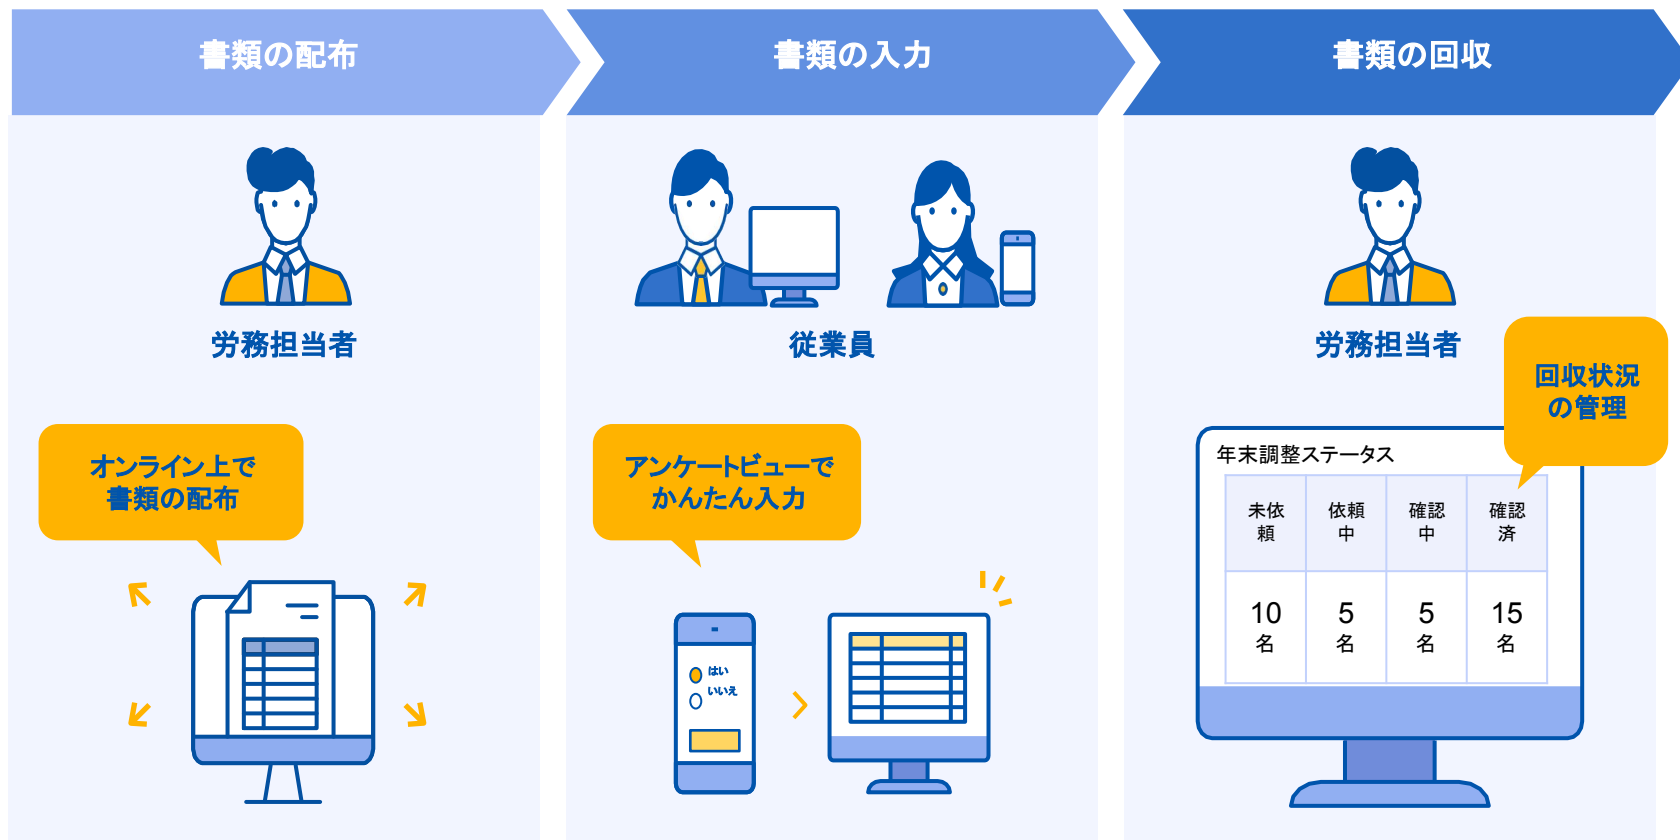 書類の配布
書類の入力
書類の回収
労務担当者
従業員
労務担当者
オンライン上で
書類の配布
アンケートビューで
かんたん入力
はい
いいえ
回収状況
の管理
年末調整ステータス
未依
頼
依頼
中
確認
中
確認
済
10
名
5
名
5
名
15
名